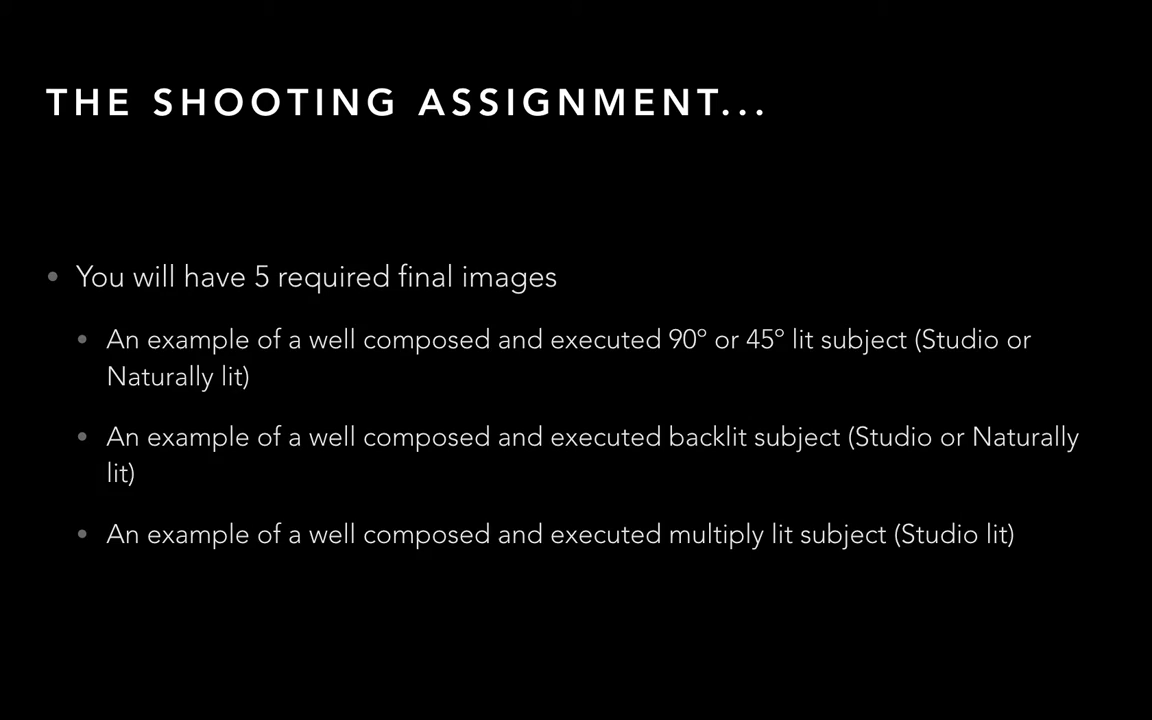 THE SHOOTING ASSIGNMENT...
• You will have 5 required final images
• An example of a well composed and executed 90º or 45º lit subject (Studio or
Naturally lit)
• An example of a well composed and executed backlit subject (Studio or Naturally
lit)
• An example of a well composed and executed multiply lit subject (Studio lit)